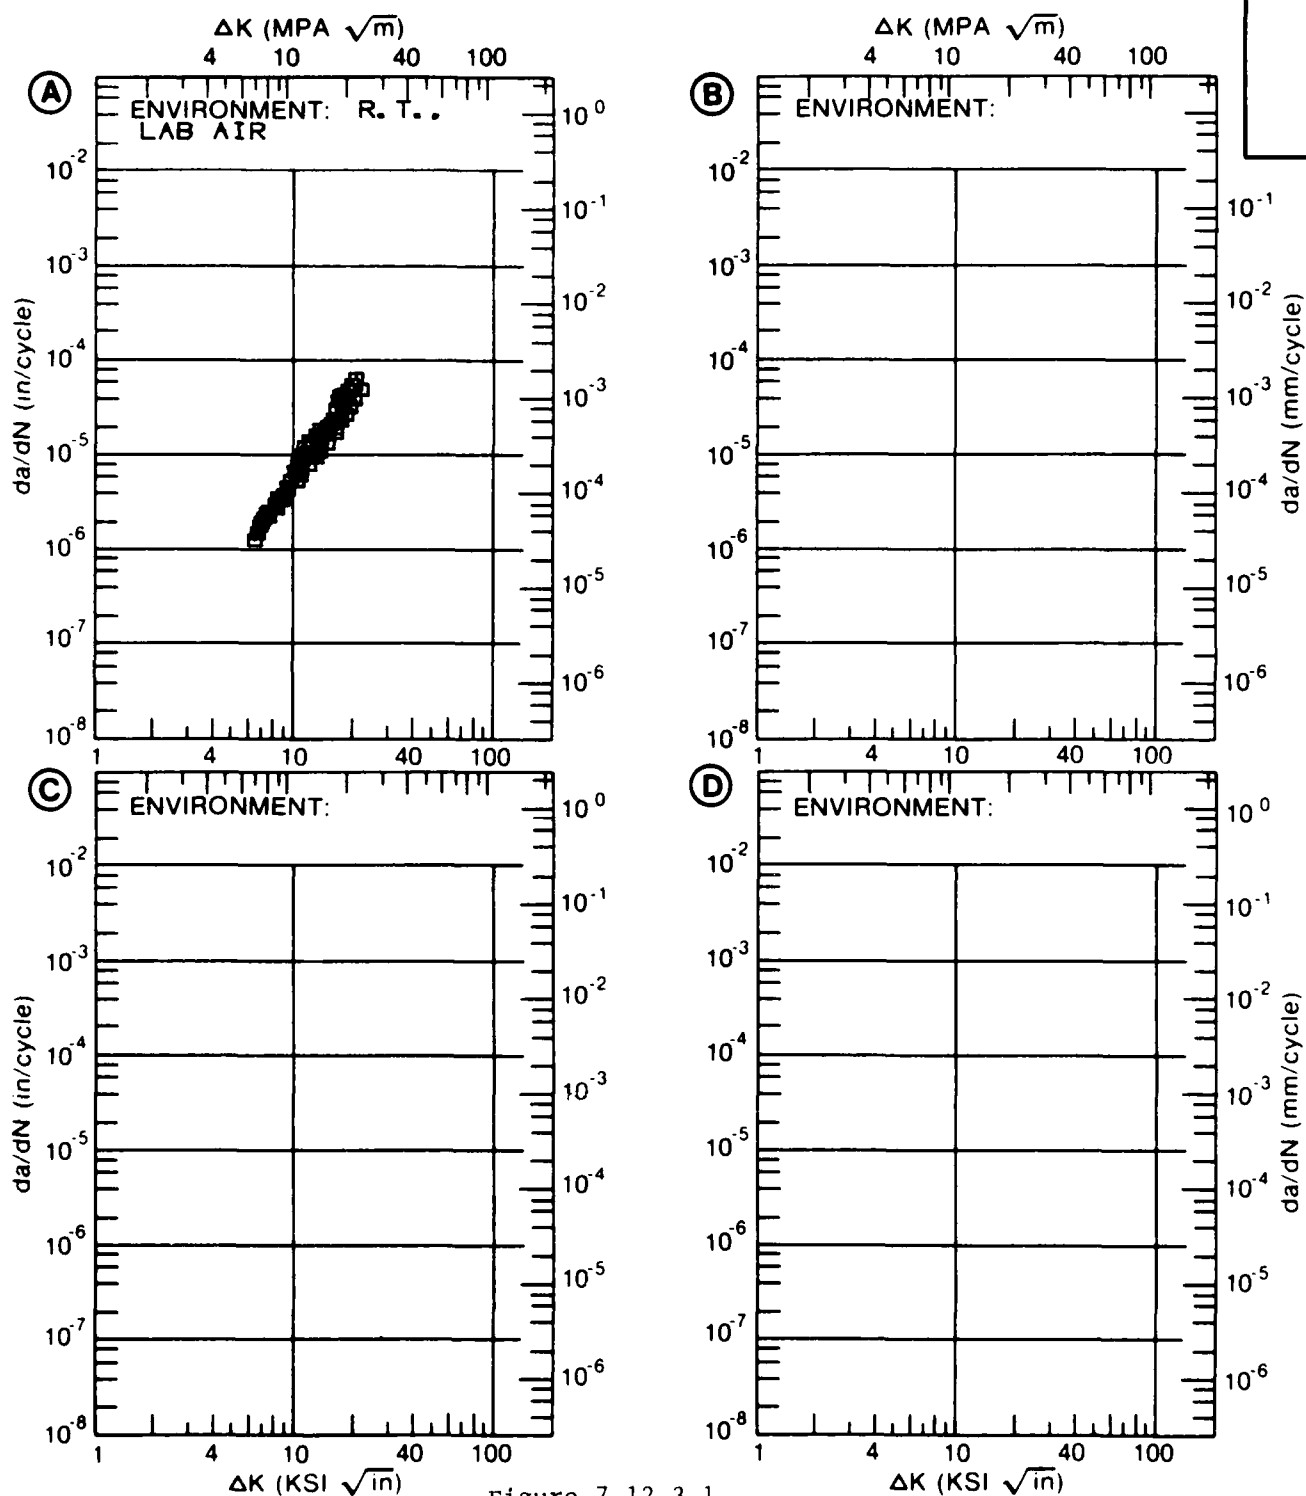 ΔK (MPA √m)
4 10 40 100
ΔK (MPA √m)
4 10 40 100
A
ENVIRONMENT: R.T.,
LAB AIR
10^0
10^-2
10^-1
10^-3
10^-2
10^-4
10^-3
10^-5
10^-4
10^-6
10^-5
10^-7
10^-6
10^-8
da/dN (in/cycle)
1 4 10 40 100
B
ENVIRONMENT:
10^-2
10^-1
10^-3
10^-2
10^-4
10^-3
10^-5
10^-4
10^-6
10^-5
10^-7
10^-6
10^-8
da/dN (mm/cycle)
1 4 10 40 100
C
ENVIRONMENT:
10^0
10^-2
10^-1
10^-3
10^-2
10^-4
10^-3
10^-5
10^-4
10^-6
10^-5
10^-7
10^-6
10^-8
da/dN (in/cycle)
1 4 10 40 100
ΔK (KSI √in)
D
ENVIRONMENT:
10^0
10^-2
10^-1
10^-3
10^-2
10^-4
10^-3
10^-5
10^-4
10^-6
10^-5
10^-7
10^-6
10^-8
da/dN (mm/cycle)
1 4 10 40 100
ΔK (KSI √in)
Figure 7.12.3.1